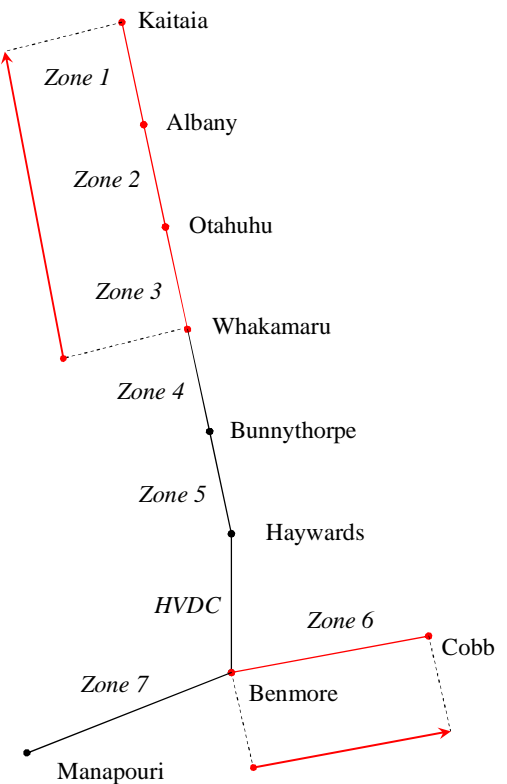 Kaitaia
Zone 1
Albany
Zone 2
Otahuhu
Zone 3
Whakamaru
Zone 4
Bunnythorpe
Zone 5
Haywards
HVDC
Zone 6
Cobb
Zone 7
Benmore
Manapouri